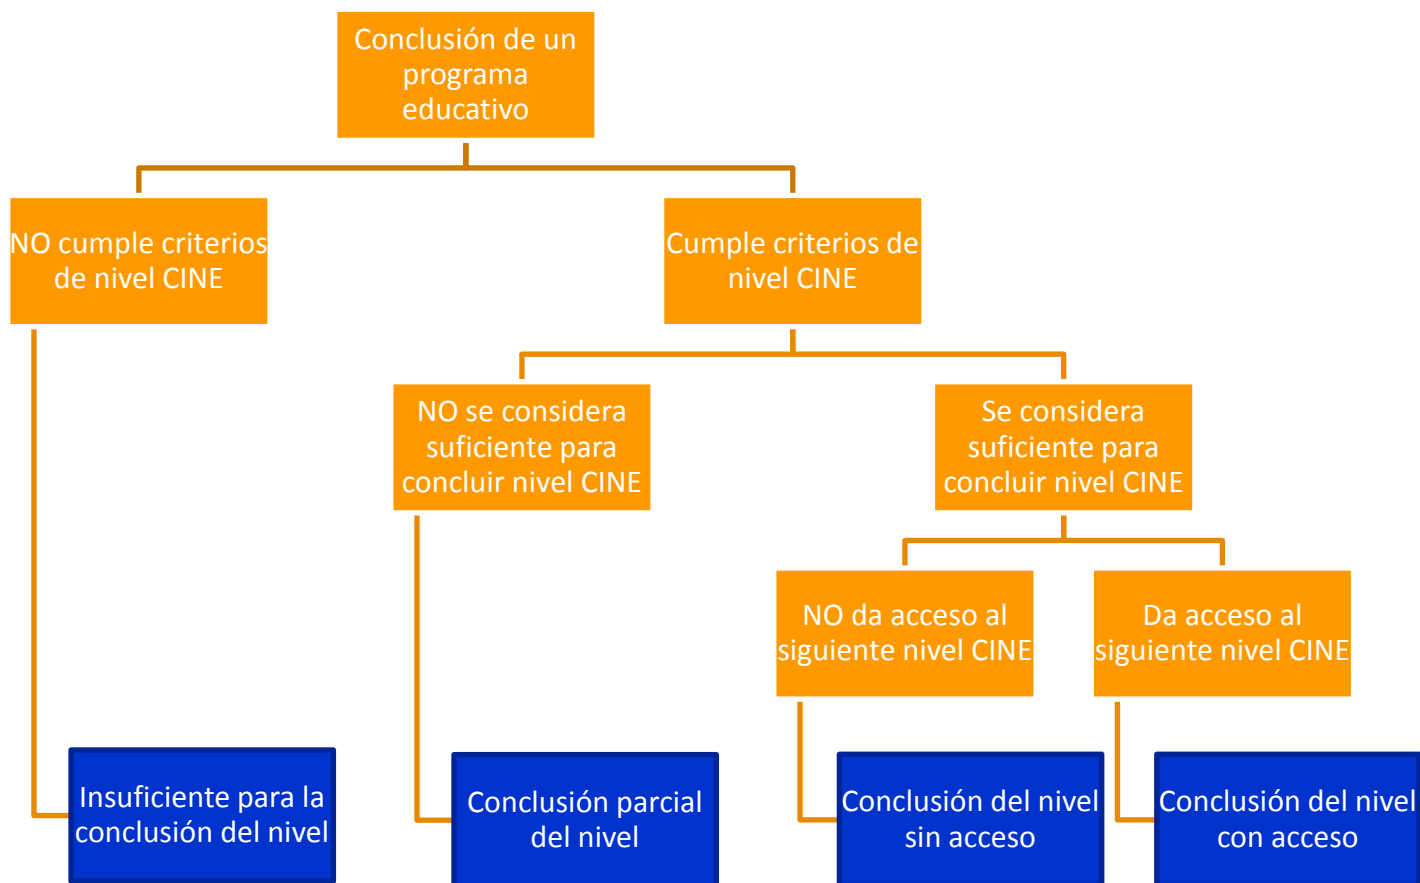 Conclusión de un
programa
educativo
NO cumple criterios
de nivel CINE
Cumple criterios de
nivel CINE
NO se considera
suficiente para
concluir nivel CINE
Se considera
suficiente para
concluir nivel CINE
NO da acceso al
siguiente nivel CINE
Da acceso al
siguiente nivel CINE
Insuficiente para la
conclusión del nivel
Conclusión parcial
del nivel
Conclusión del nivel
sin acceso
Conclusión del nivel
con acceso